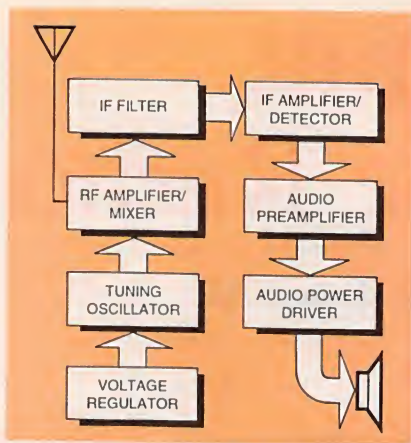 IF FILTER
IF AMPLIFIER/
DETECTOR
RF AMPLIFIER/
MIXER
AUDIO
PREAMPLIFIER
TUNING
OSCILLATOR
AUDIO POWER
DRIVER
VOLTAGE
REGULATOR